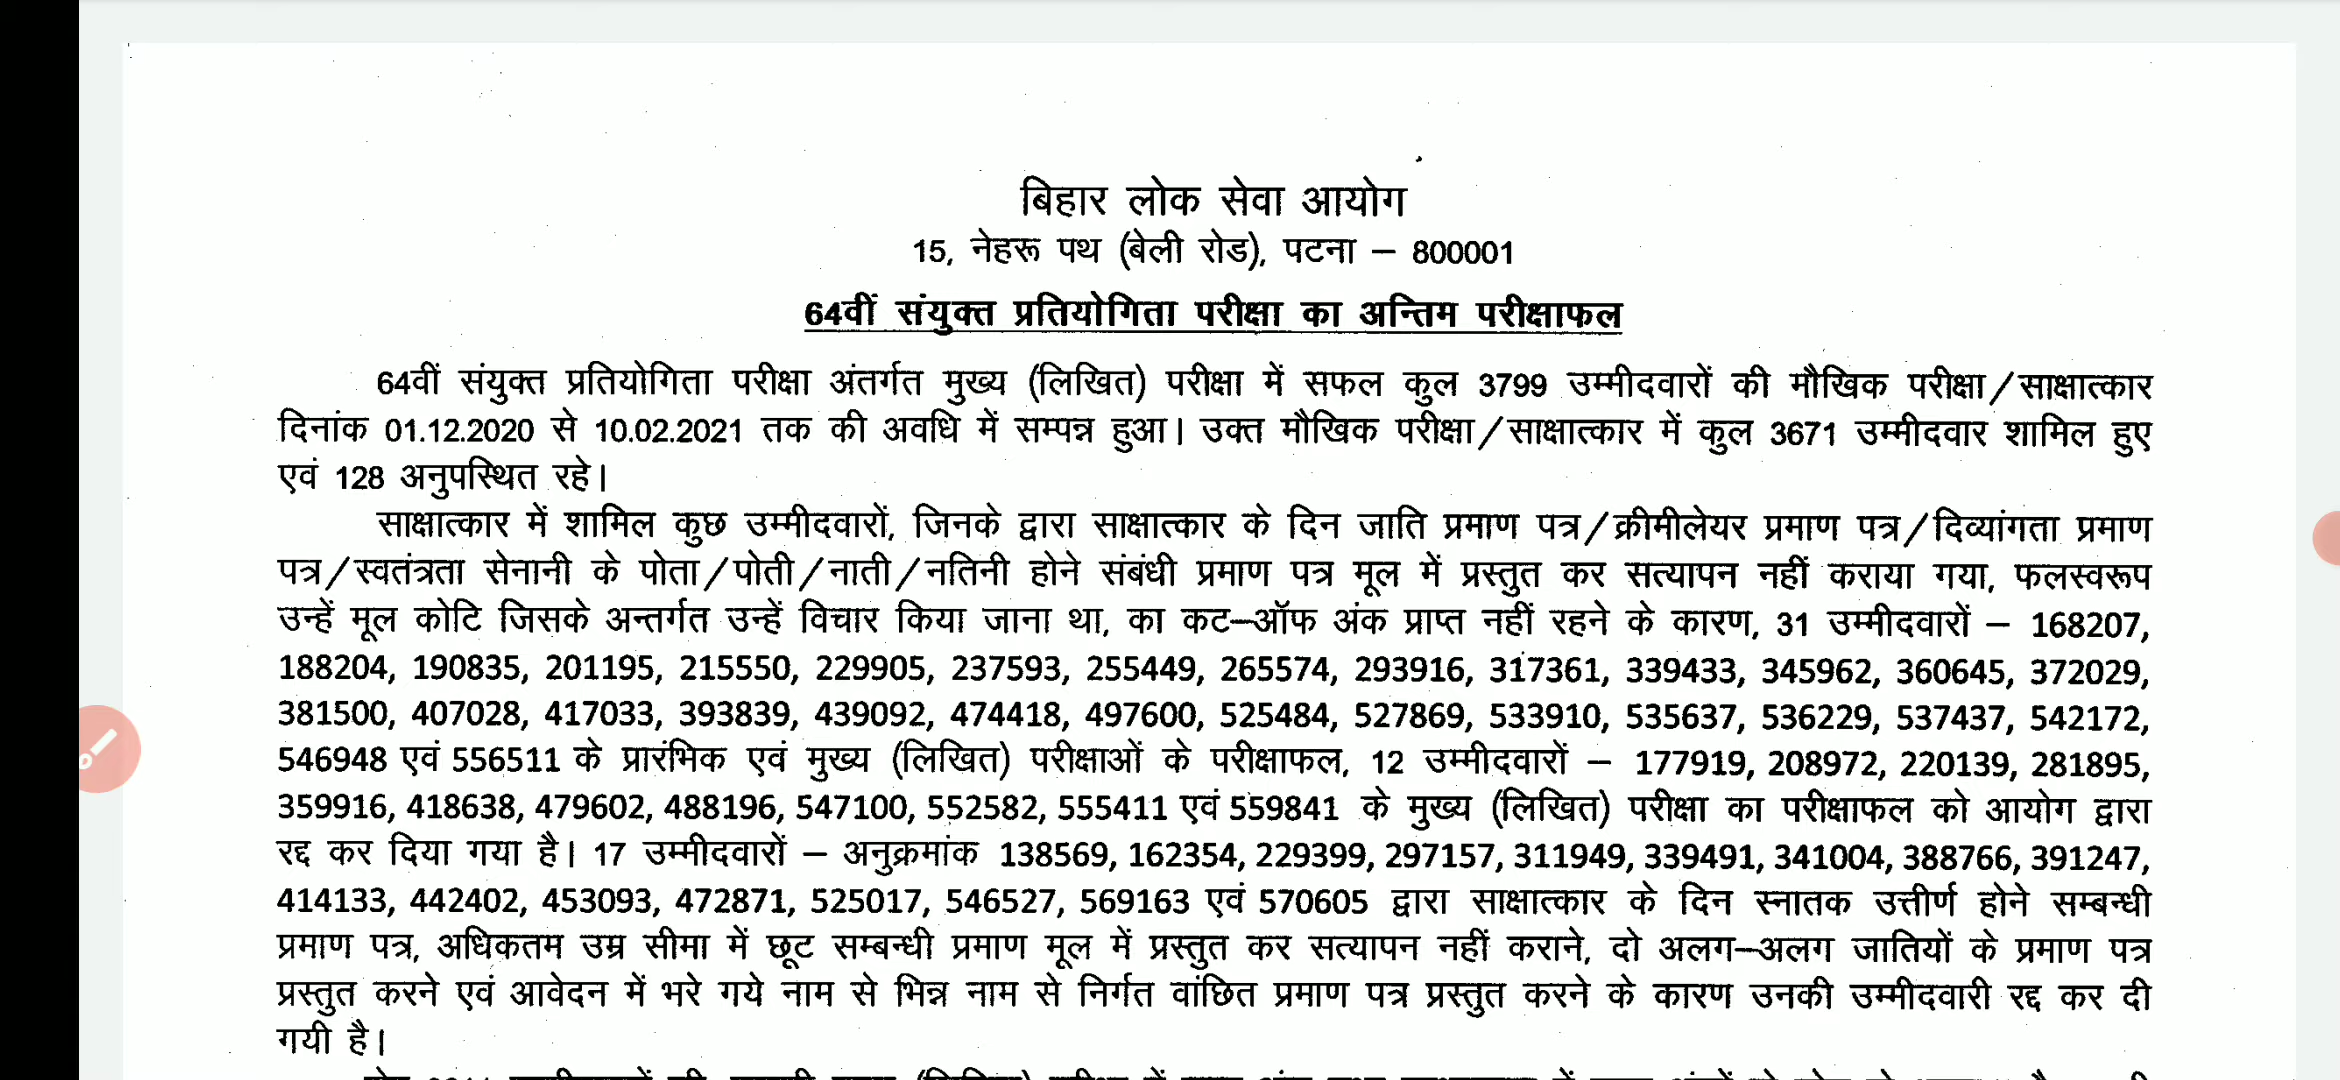 बिहार लोक सेवा आयोग
15, नेहरू पथ (बेली रोड), पटना – 800001
64वीं संयुक्त प्रतियोगिता परीक्षा का अन्तिम परीक्षाफल
64वीं संयुक्त प्रतियोगिता परीक्षा अंतर्गत मुख्य (लिखित) परीक्षा में सफल कुल 3799 उम्मीदवारों की मौखिक परीक्षा/साक्षात्कार
दिनांक 01.12.2020 से 10.02.2021 तक की अवधि में सम्पन्न हुआ। उक्त मौखिक परीक्षा/साक्षात्कार में कुल 3671 उम्मीदवार शामिल हुए
एवं 128 अनुपस्थित रहे।
साक्षात्कार में शामिल कुछ उम्मीदवारों, जिनके द्वारा साक्षात्कार के दिन जाति प्रमाण पत्र/क्रीमीलेयर प्रमाण पत्र/दिव्यांगता प्रमाण
पत्र/स्वतंत्रता सेनानी के पोता/पोती/नाती/नतिनी होने संबंधी प्रमाण पत्र मूल में प्रस्तुत कर सत्यापन नहीं कराया गया, फलस्वरूप
उन्हें मूल कोटि जिसके अन्तर्गत उन्हें विचार किया जाना था, का कट–ऑफ अंक प्राप्त नहीं रहने के कारण, 31 उम्मीदवारों – 168207,
188204, 190835, 201195, 215550, 229905, 237593, 255449, 265574, 293916, 317361, 339433, 345962, 360645, 372029,
381500, 407028, 417033, 393839, 439092, 474418, 497600, 525484, 527869, 533910, 535637, 536229, 537437, 542172,
546948 एवं 556511 के प्रारंभिक एवं मुख्य (लिखित) परीक्षाओं के परीक्षाफल, 12 उम्मीदवारों – 177919, 208972, 220139, 281895,
359916, 418638, 479602, 488196, 547100, 552582, 555411 एवं 559841 के मुख्य (लिखित) परीक्षा का परीक्षाफल को आयोग द्वारा
रद्द कर दिया गया है। 17 उम्मीदवारों – अनुक्रमांक 138569, 162354, 229399, 297157, 311949, 339491, 341004, 388766, 391247,
414133, 442402, 453093, 472871, 525017, 546527, 569163 एवं 570605 द्वारा साक्षात्कार के दिन स्नातक उत्तीर्ण होने सम्बन्धी
प्रमाण पत्र, अधिकतम उम्र सीमा में छूट सम्बन्धी प्रमाण मूल में प्रस्तुत कर सत्यापन नहीं कराने, दो अलग–अलग जातियों के प्रमाण पत्र
प्रस्तुत करने एवं आवेदन में भरे गये नाम से भिन्न नाम से निर्गत वांछित प्रमाण पत्र प्रस्तुत करने के कारण उनकी उम्मीदवारी रद्द कर दी
गयी है।